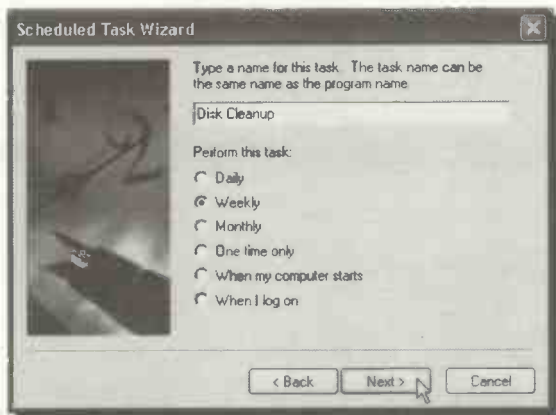 Scheduled Task Wizard
Type a name for this task. The task name can be
the same name as the program name
Disk Cleanup
Perform this task:
Daily
Weekly
Monthly
One time only
When my computer starts
When I log on
< Back
Next >
Cancel